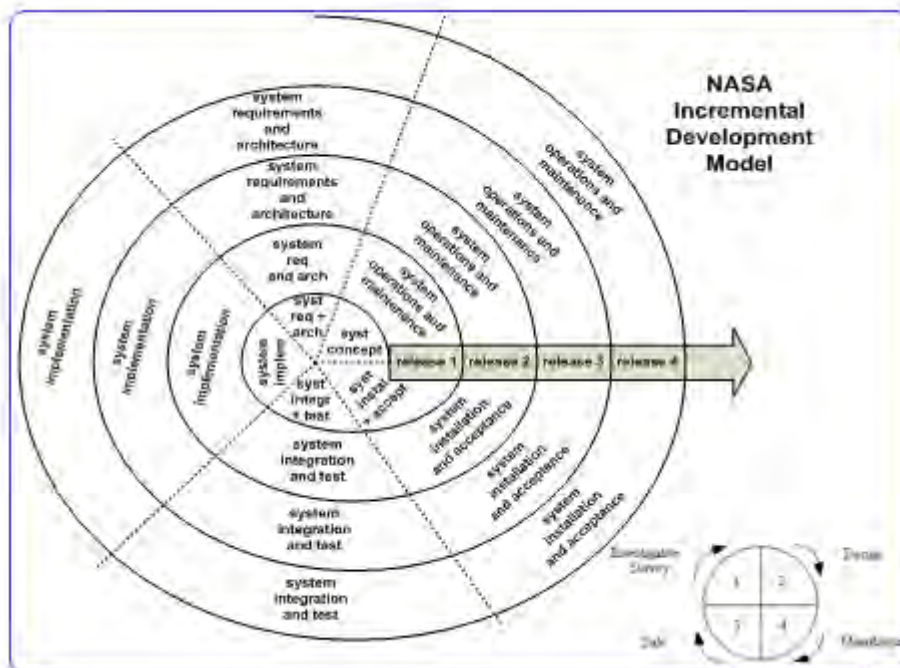 NASA
Incremental
Development
Model
system
requirements
and
architecture
system
requirements
and
architecture
system
req
and arch
syst
req +
arch
syst
concept
system
operations and
maintenance
system
operations and
maintenance
system
operations and
maintenance
system
operations and
maintenance
release 1
release 2
release 3
release 4
system
implementation
system
implementation
system
implementation
system
implem
syst
integr
+ test
syst
instal
+ accept
system
integration
and test
system
integration
and test
system
integration
and test
system
installation
and acceptance
system
installation
and acceptance
system
installation
and acceptance
Survey
Design
1
2
3
4